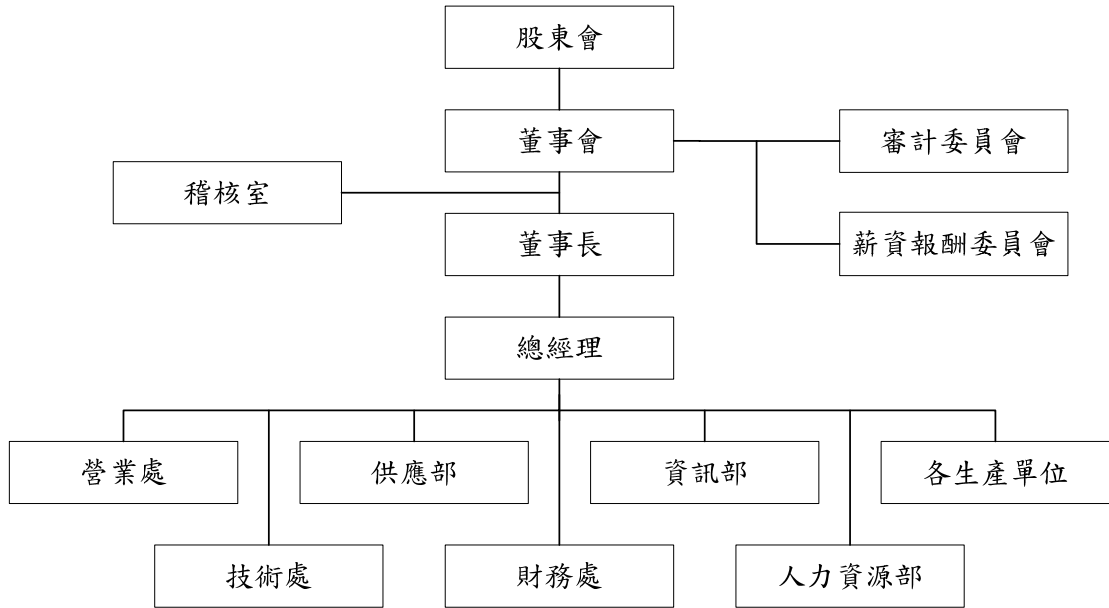 股東會
董事會
審計委員會
稽核室
董事長
薪資報酬委員會
總經理
營業處
供應部
資訊部
各生產單位
技術處
財務處
人力資源部